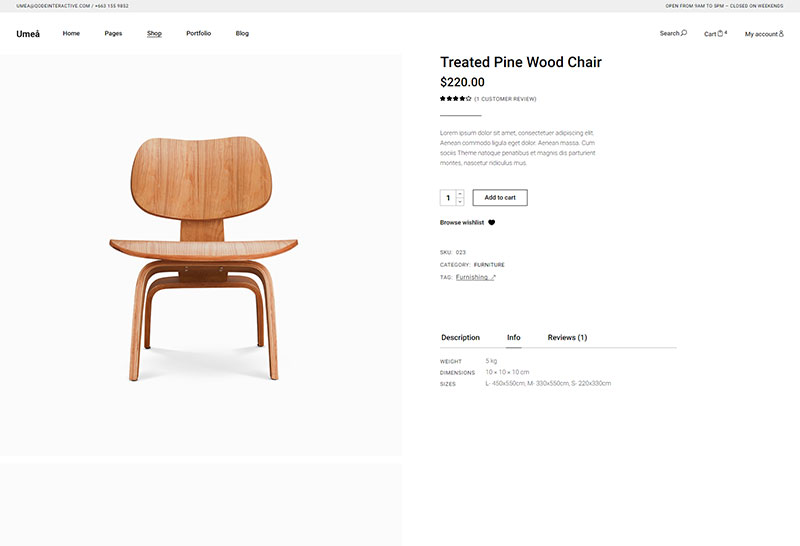 UMEA@QODEINTERACTIVE.COM / +663 155 9852
OPEN FROM 9AM TO 5PM – CLOSED ON WEEKENDS
Umeå
Home Pages Shop Portfolio Blog
Search Cart 4 My account
Treated Pine Wood Chair
$220.00
(1 CUSTOMER REVIEW)
Lorem ipsum dolor sit amet, consectetuer adipiscing elit.
Aenean commodo ligula eget dolor. Aenean massa. Cum
sociis Theme natoque penatibus et magnis dis parturient
montes, nascetur ridiculus mus.
1 Add to cart
Browse wishlist
SKU: 023
CATEGORY: FURNITURE
TAG: Furnishing
Description Info Reviews (1)
WEIGHT 5 kg
DIMENSIONS 10 × 10 × 10 cm
SIZES L- 450x550cm, M- 330x550cm, S- 220x330cm